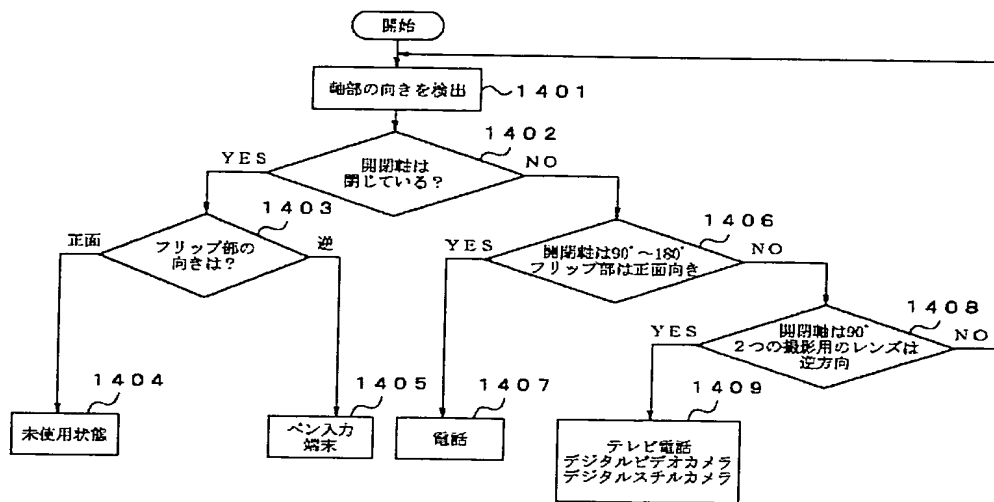 開始
軸部の向きを検出
1401
1402
YES
NO
開閉軸は
閉じている?
1403
正面
逆
フリップ部の
向きは?
1406
YES
NO
開閉軸は90°～180°
フリップ部は正面向き
1408
YES
NO
開閉軸は90°
2つの撮影用のレンズは
逆方向
1404
未使用状態
1405
ペン入力
端末
1407
電話
1409
テレビ電話
デジタルビデオカメラ
デジタルスチルカメラ